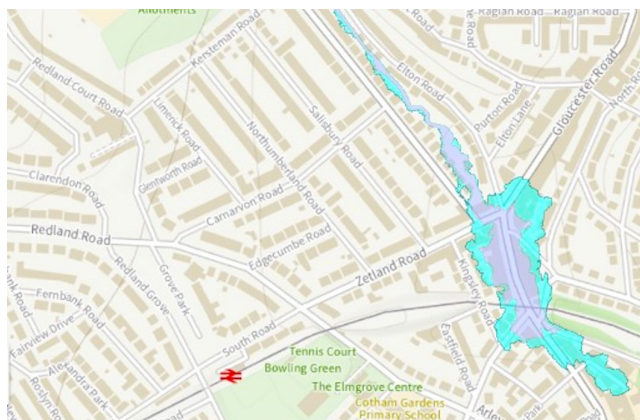 Allotments
Raglan Road
Raglan Road
Road
Kersteman Road
Elton Road
Redland Court Road
Gloucester Road
Purton Road
Elton Lane
Limerick Road
Salisbury Road
Northumberland Road
Glentworth Road
Clarendon Road
Carnarvon Road
Redland Road
Edgecumbe Road
Zetland Road
Redland Grove
Grove Park
Kingsley Road
Fernbank Road
Fairview Drive
South Road
Eastfield Road
Tennis Court
Bowling Green
Alexandra Park
The Elmgrove Centre
Cotham Gardens
Primary School